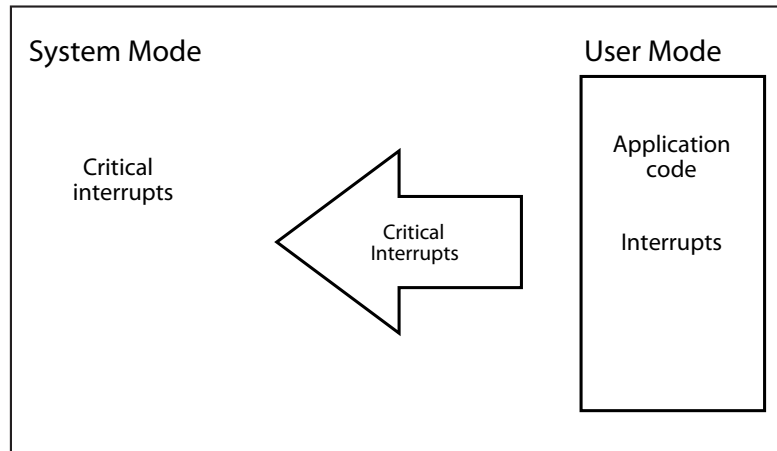 System Mode
User Mode
Critical
interrupts
Critical
Interrupts
Application
code
Interrupts